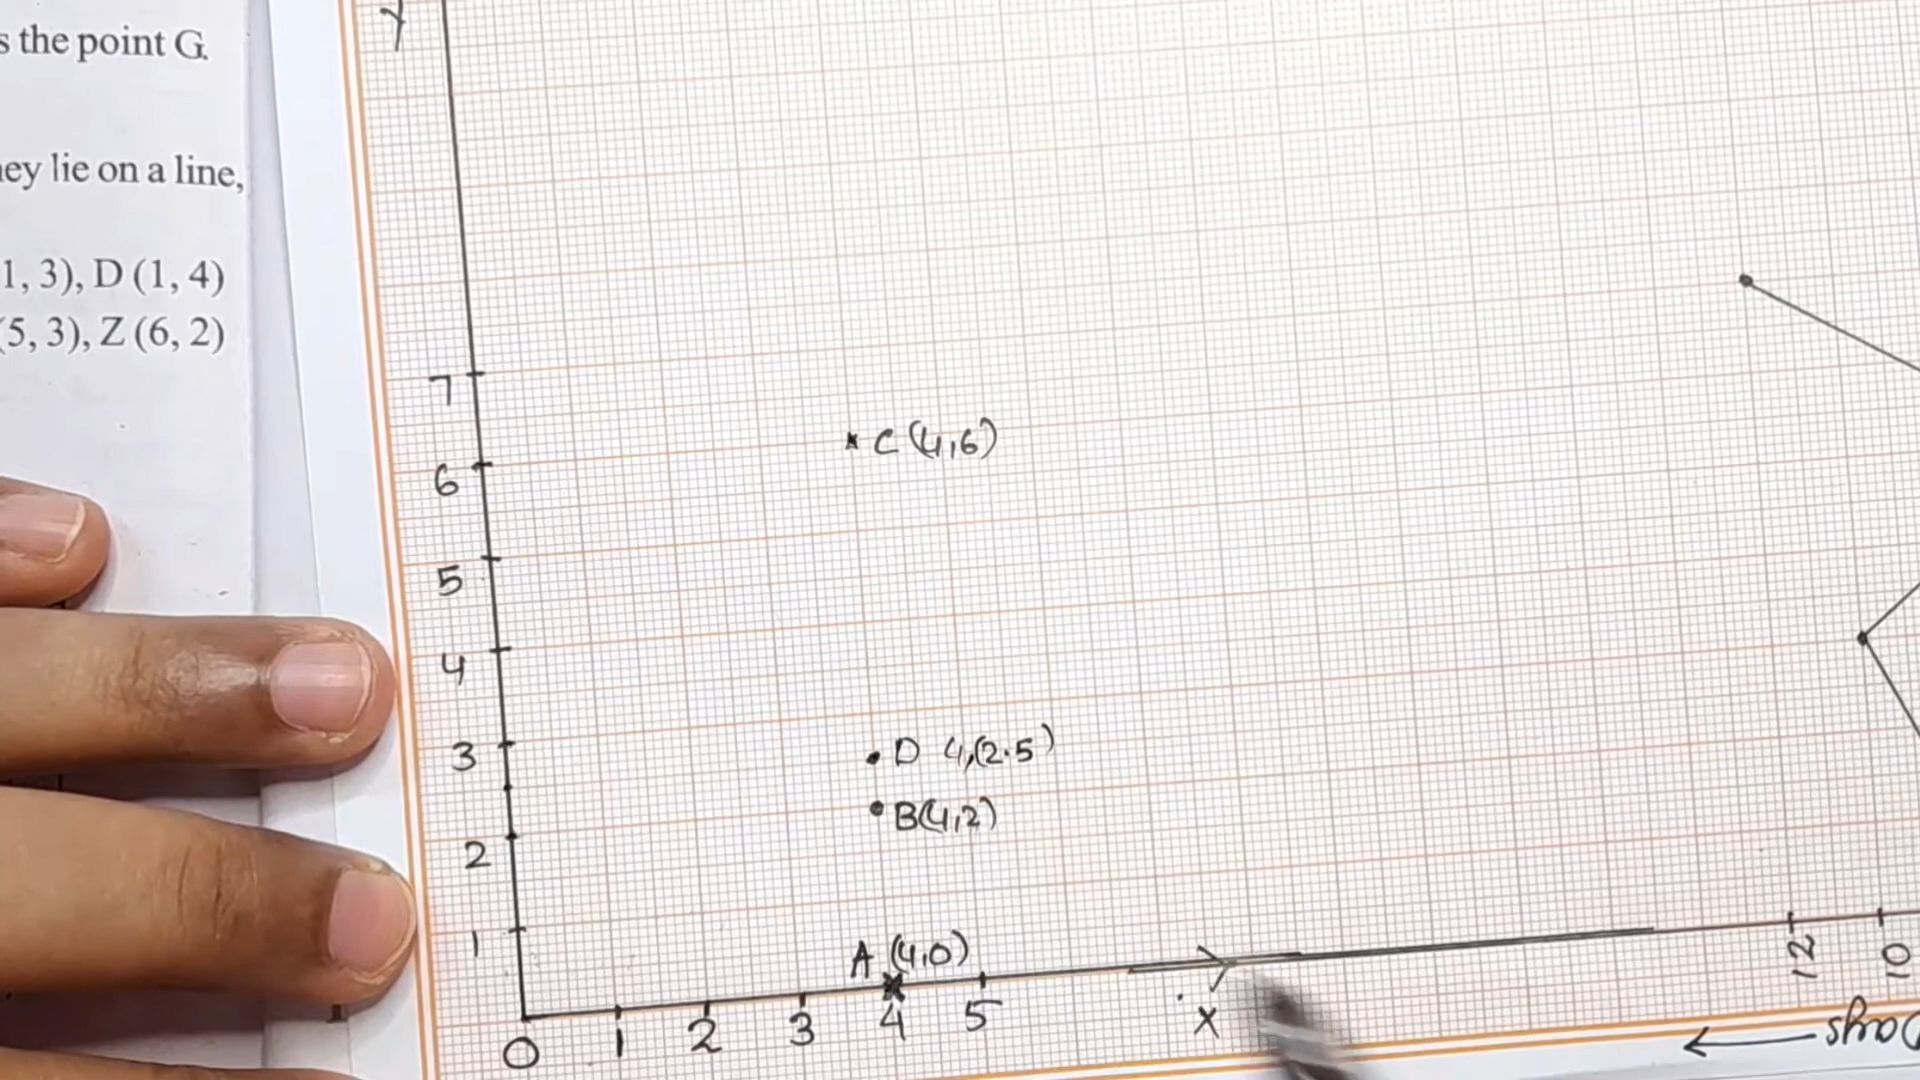 s the point G.
ey lie on a line,
1, 3), D (1, 4)
(5, 3), Z (6, 2)
Y
7
6
5
4
3
2
1
0
1 2 3 4 5
C (4,6)
D 4,(2.5)
B(4,2)
A (4,0)
X
12 10
Days